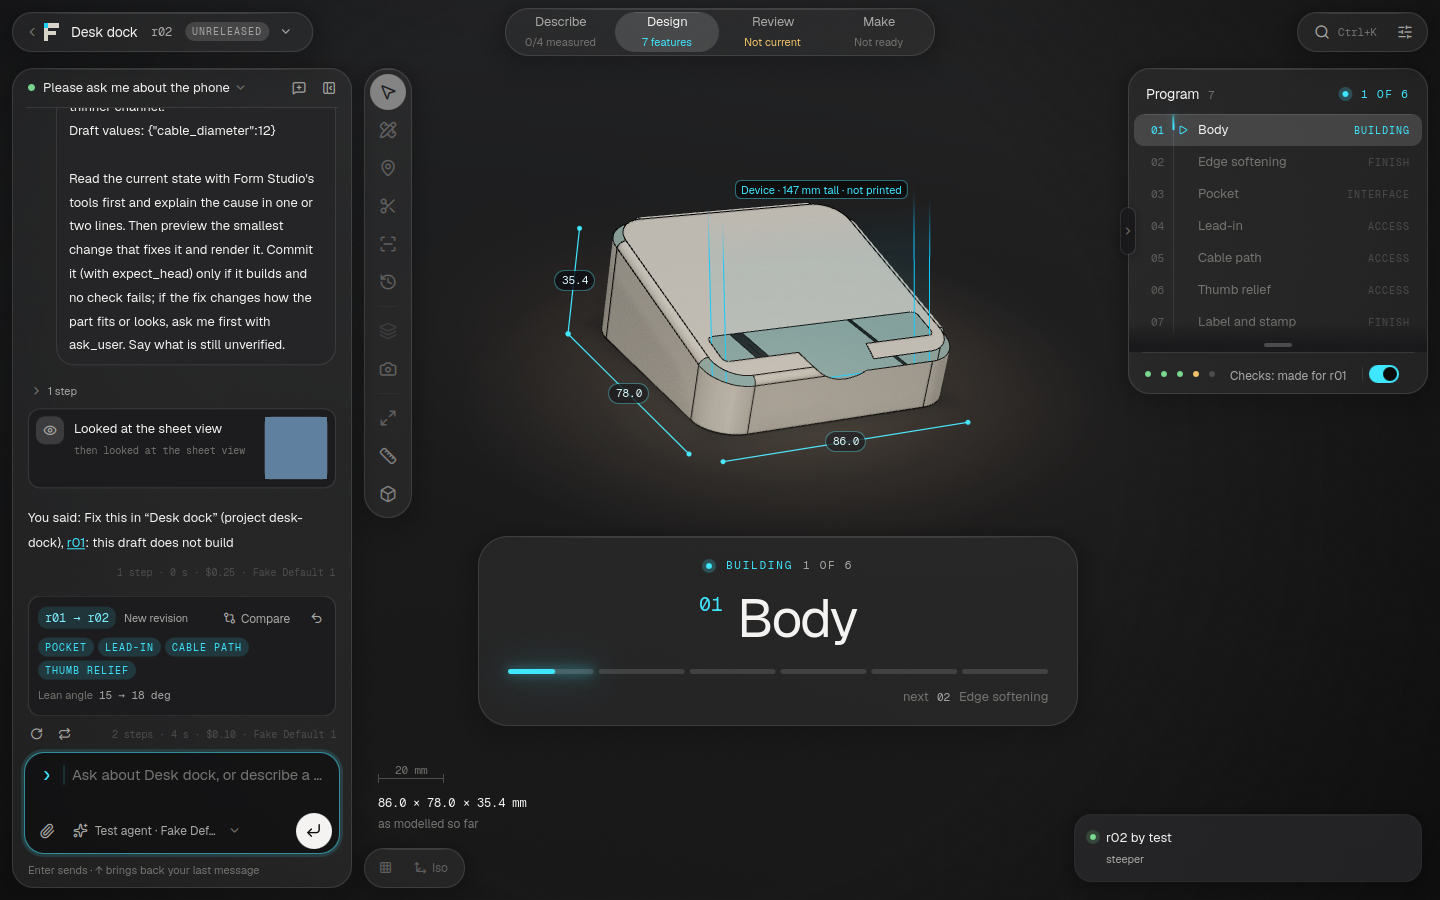 Desk dock r02 UNRELEASED
Describe
0/4 measured
Design
7 features
Review
Not current
Make
Not ready
Ctrl+K
Please ask me about the phone
thinner channel.
Draft values: {"cable_diameter":12}
Read the current state with Form Studio's
tools first and explain the cause in one or
two lines. Then preview the smallest
change that fixes it and render it. Commit
it (with expect_head) only if it builds and
no check fails; if the fix changes how the
part fits or looks, ask me first with
ask_user. Say what is still unverified.
1 step
Looked at the sheet view
then looked at the sheet view
You said: Fix this in “Desk dock” (project desk-
dock), r01: this draft does not build
1 step · 0 s · $0.25 · Fake Default 1
r01 → r02 New revision Compare
POCKET LEAD-IN CABLE PATH
THUMB RELIEF
Lean angle 15 → 18 deg
2 steps · 4 s · $0.10 · Fake Default 1
Ask about Desk dock, or describe a …
Test agent · Fake Def…
Enter sends · ↑ brings back your last message
Device · 147 mm tall · not printed
35.4
78.0
86.0
BUILDING 1 OF 6
01 Body
next 02 Edge softening
20 mm
86.0 × 78.0 × 35.4 mm
as modelled so far
Iso
Program 7 1 OF 6
01 Body BUILDING
02 Edge softening FINISH
03 Pocket INTERFACE
04 Lead-in ACCESS
05 Cable path ACCESS
06 Thumb relief ACCESS
07 Label and stamp FINISH
Checks: made for r01
r02 by test
steeper